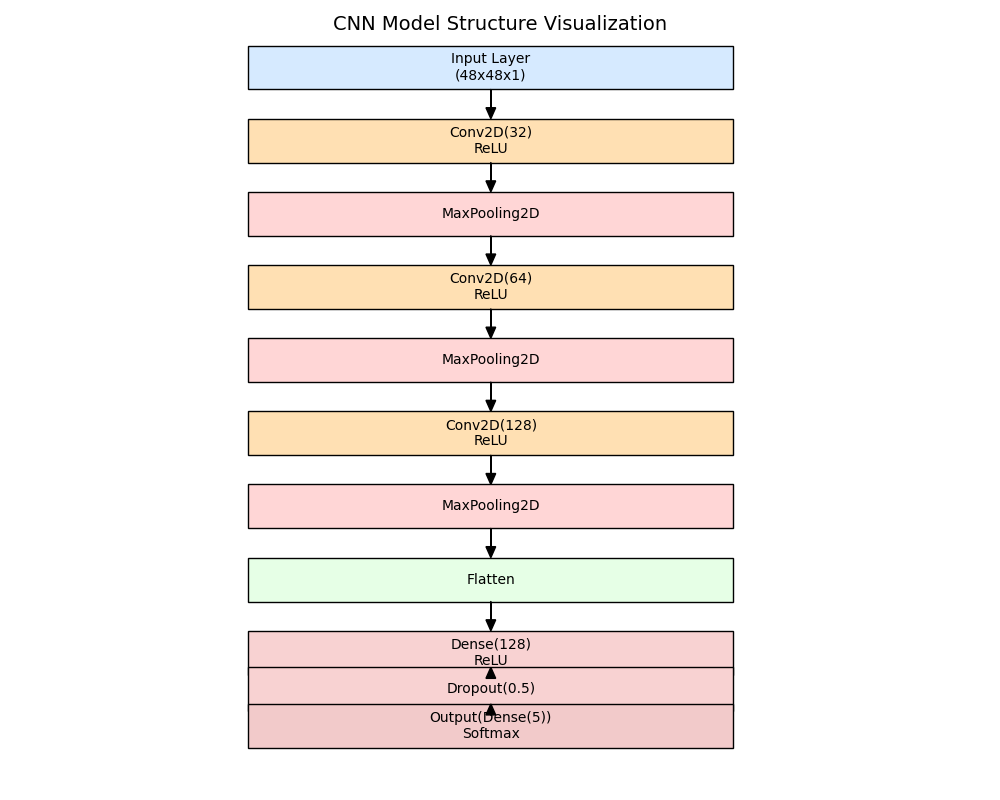 CNN Model Structure Visualization
Input Layer
(48x48x1)
Conv2D(32)
ReLU
MaxPooling2D
Conv2D(64)
ReLU
MaxPooling2D
Conv2D(128)
ReLU
MaxPooling2D
Flatten
Dense(128)
ReLU
Dropout(0.5)
Output(Dense(5))
Softmax